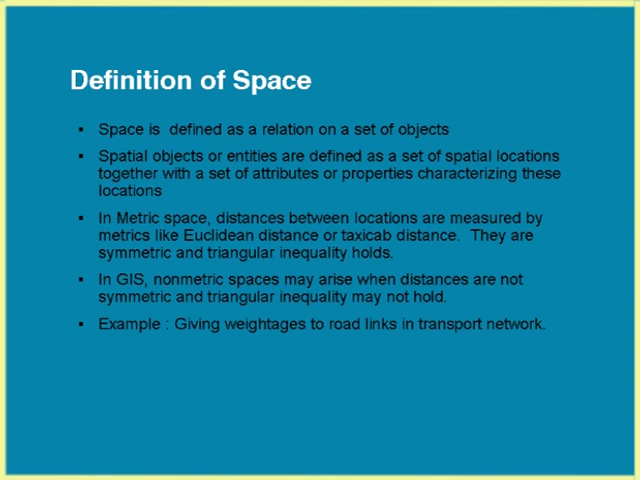 Definition of Space
▪ Space is  defined as a relation on a set of objects
▪ Spatial objects or entities are defined as a set of spatial locations
together with a set of attributes or properties characterizing these
locations
▪ In Metric space, distances between locations are measured by
metrics like Euclidean distance or taxicab distance.  They are
symmetric and triangular inequality holds.
▪ In GIS, nonmetric spaces may arise when distances are not
symmetric and triangular inequality may not hold.
▪ Example : Giving weightages to road links in transport network.